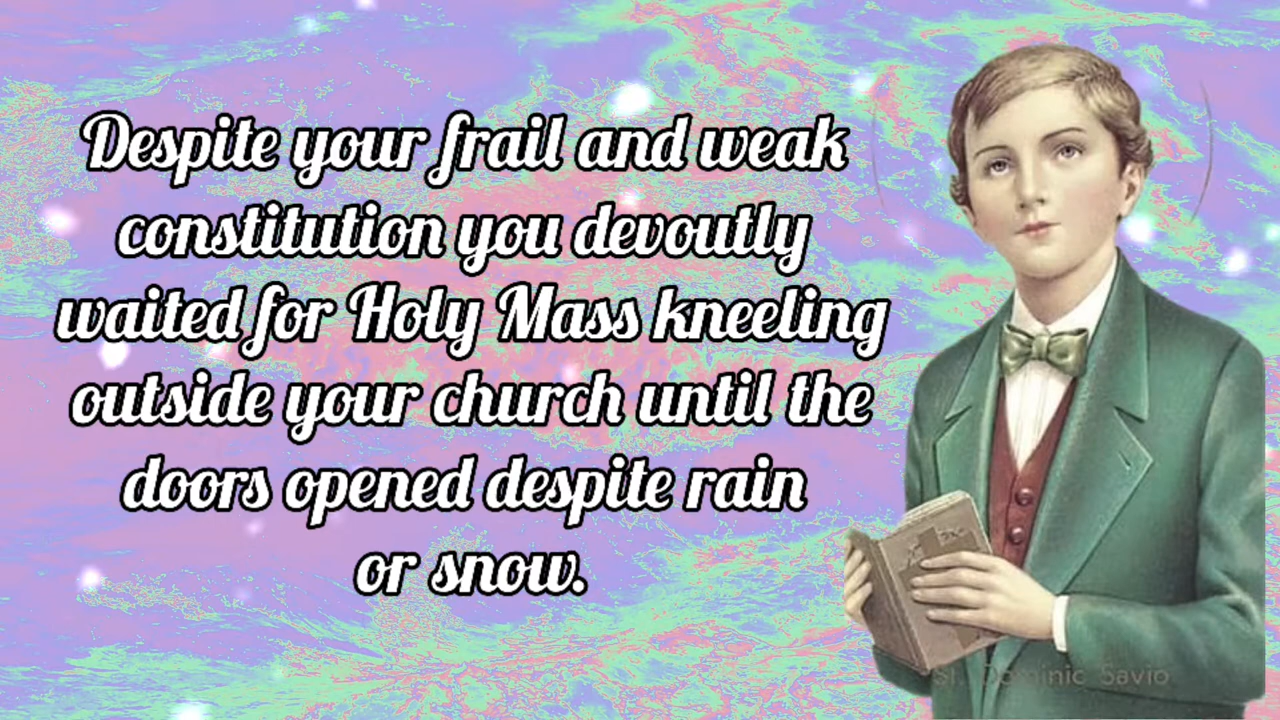 Despite your frail and weak
constitution you devoutly
waited for Holy Mass kneeling
outside your church until the
doors opened despite rain
or snow.
St. Dominic Savio